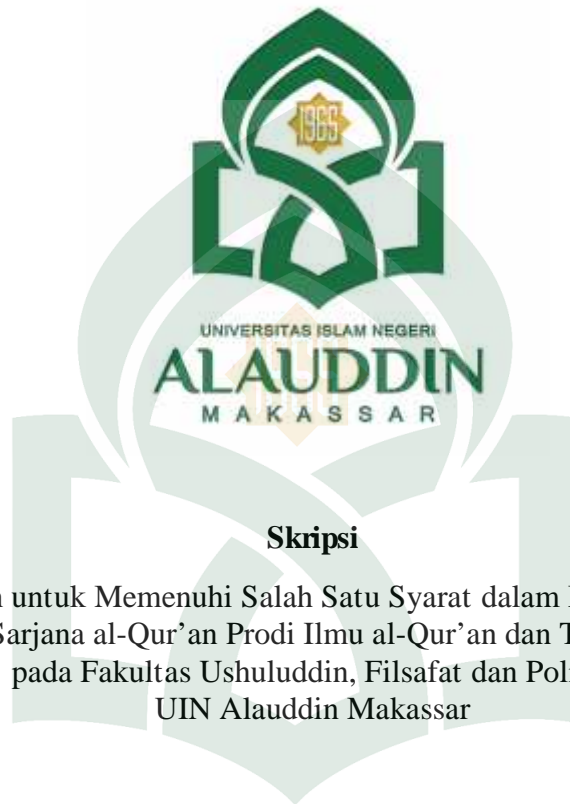 1965
UNIVERSITAS ISLAM NEGERI
ALAUDDIN
MAKASSAR
Skripsi
untuk Memenuhi Salah Satu Syarat dalam
Sarjana al-Qur’an Prodi Ilmu al-Qur’an dan
pada Fakultas Ushuluddin, Filsafat dan
UIN Alauddin Makassar